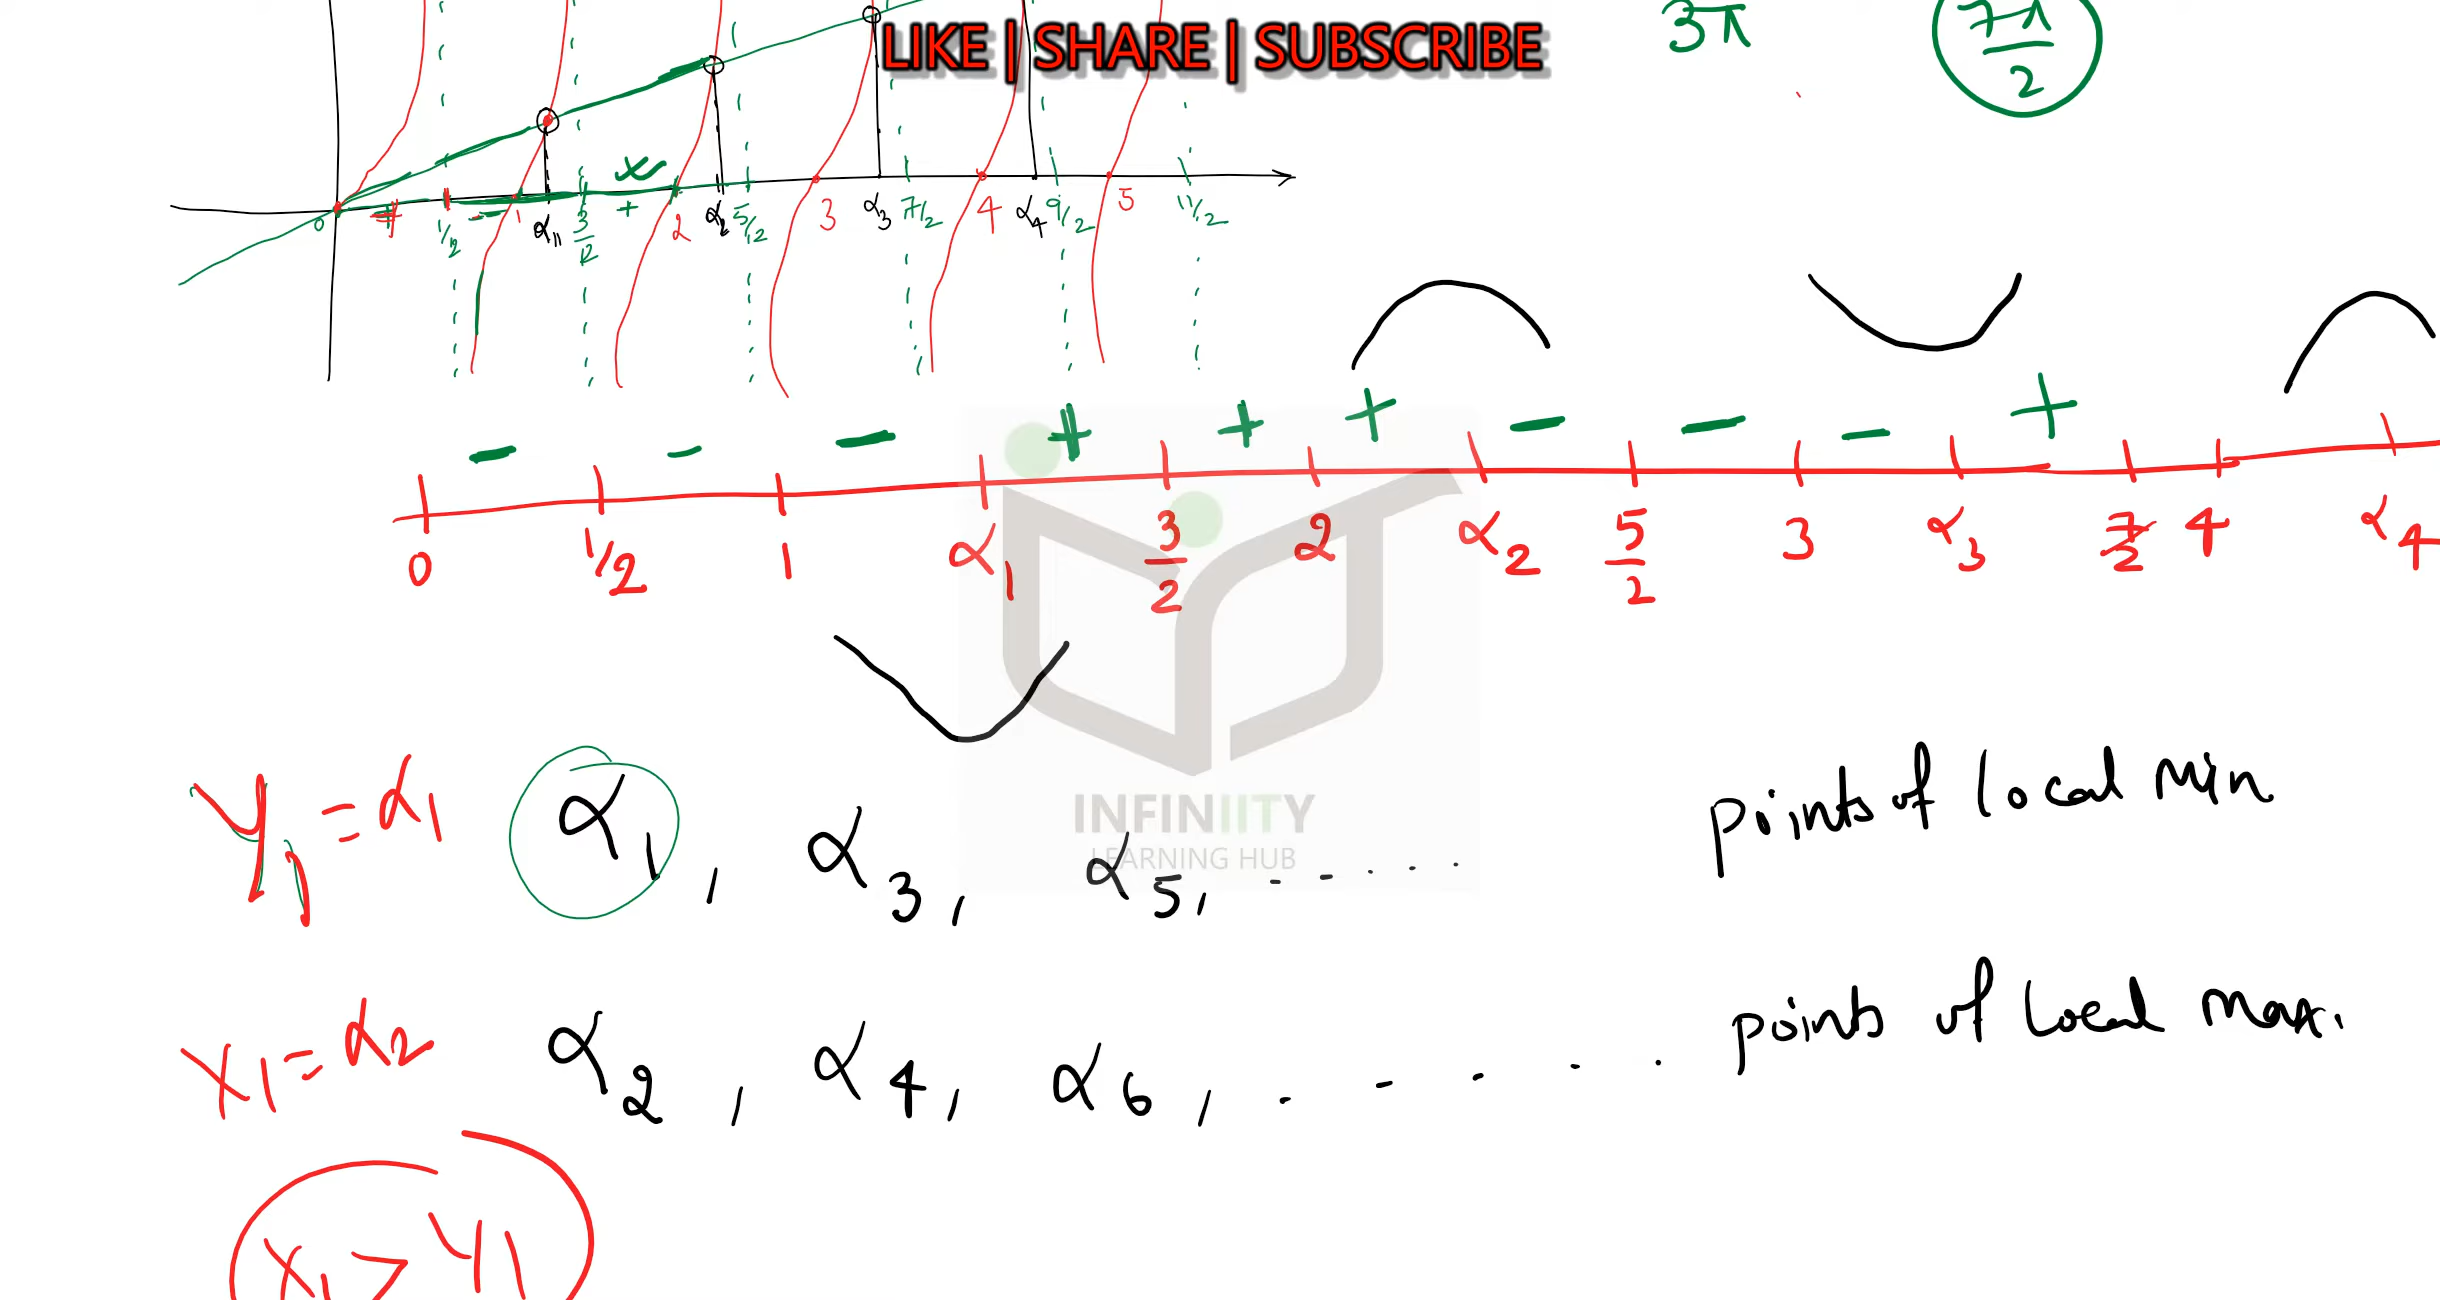 3π 7π/2
LIKE | SHARE | SUBSCRIBE
0 1/2 1 α1 3/2 + 2 α2 5/2 3 α3 7/2 4 α4 9/2 5 11/2
- - - + + + - - - +
0 1/2 1 α1 3/2 2 α2 5/2 3 α3 7/2 4 α4
y1 = α1 α1, α3, α5, ..... points of local min
INFINIITY
LEARNING HUB
x1 = α2 α2, α4, α6, ..... points of local max.
x1 > y1